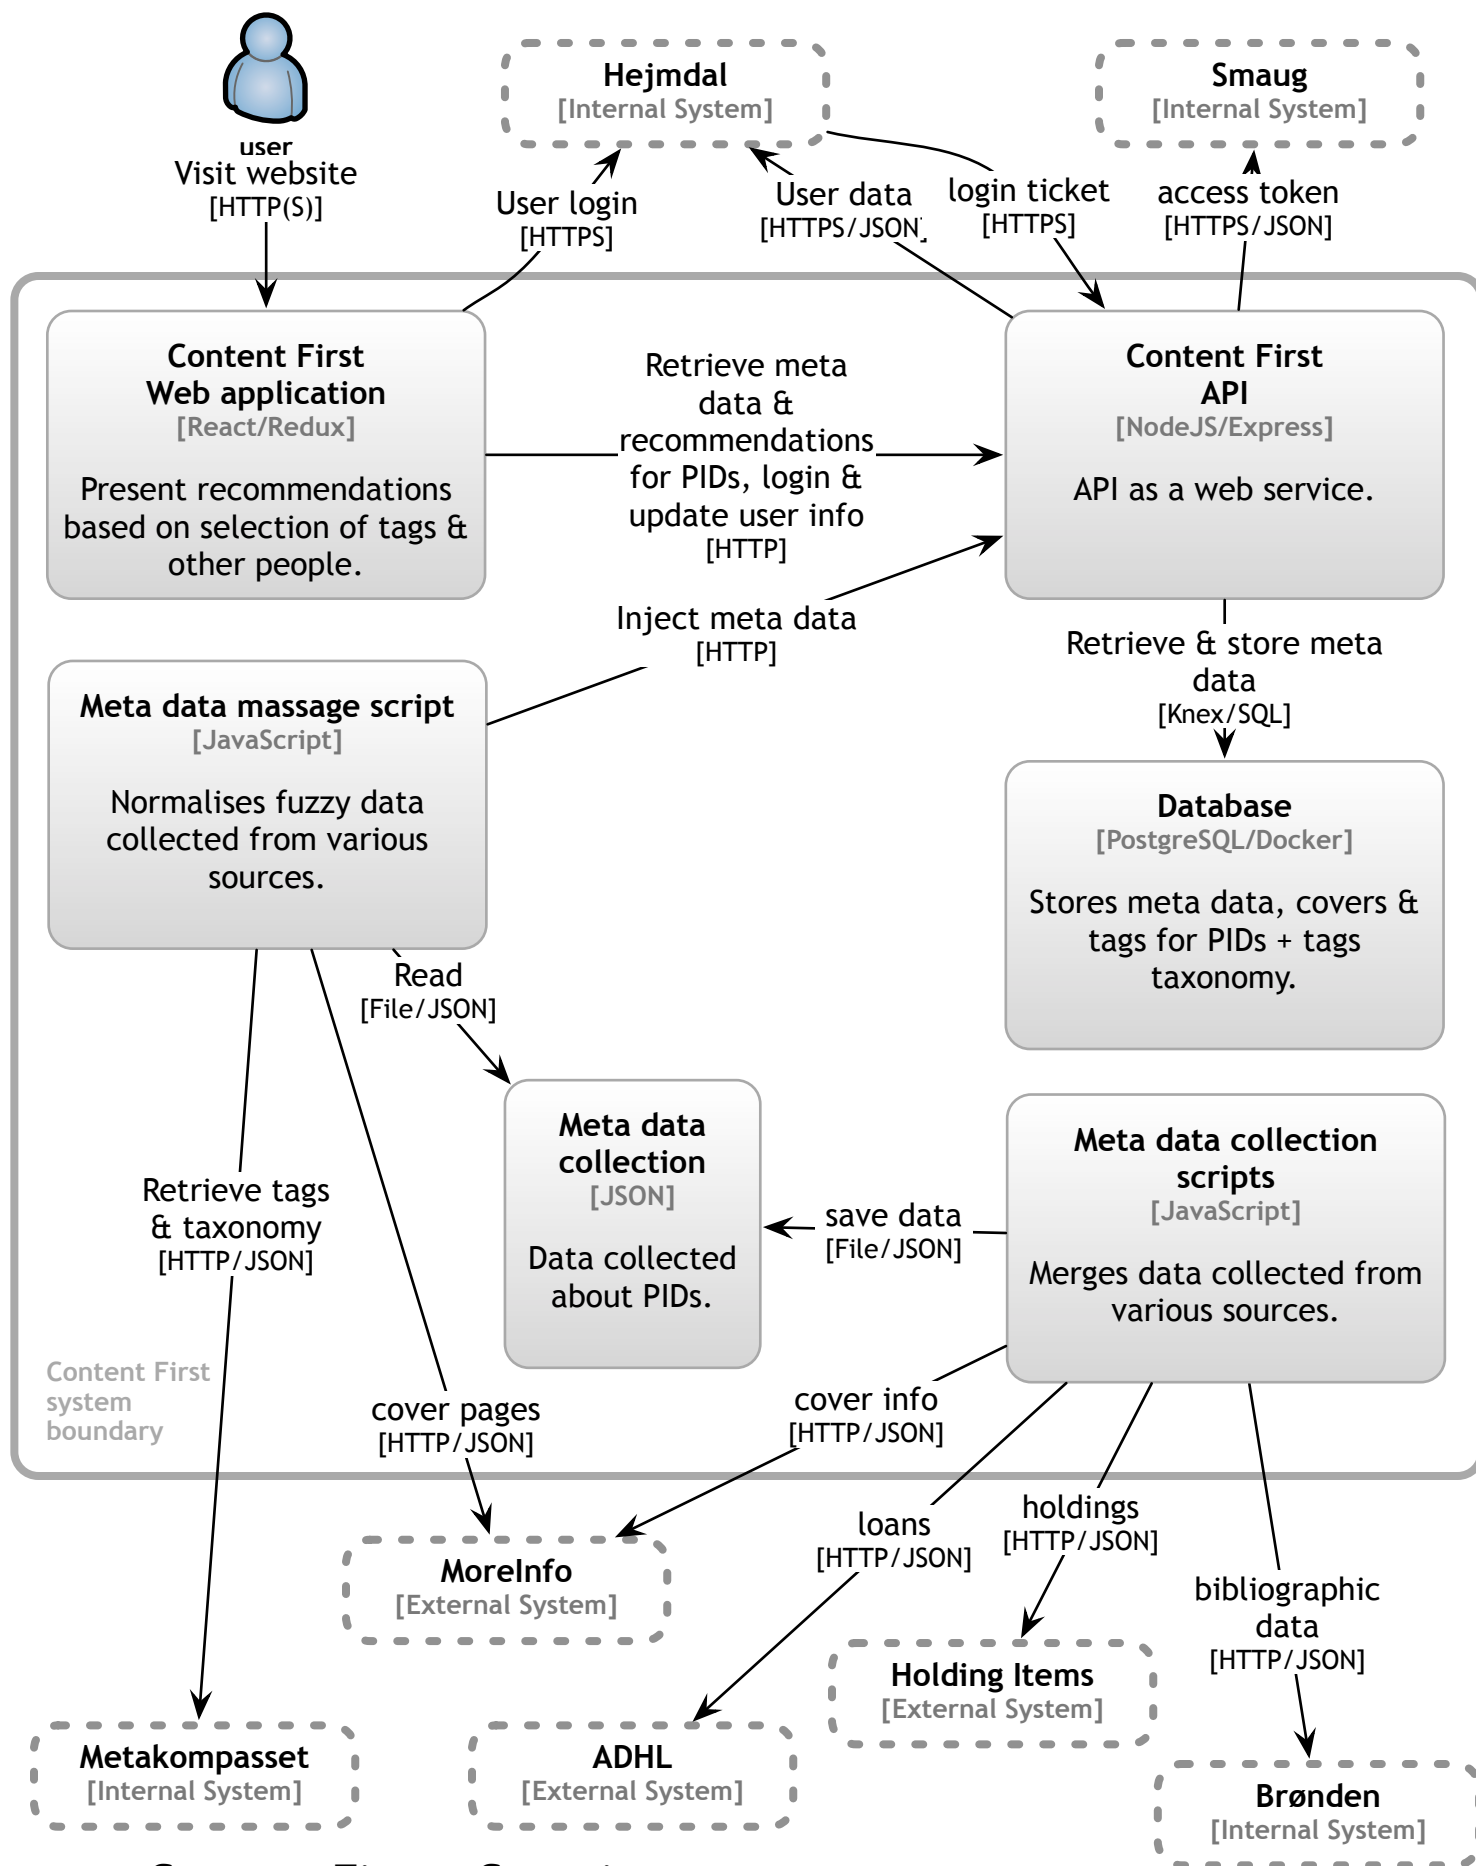 user
Visit website
[HTTP(S)]
Hejmdal
[Internal System]
Smaug
[Internal System]
User login
[HTTPS]
User data
[HTTPS/JSON]
login ticket
[HTTPS]
access token
[HTTPS/JSON]
Content First
Web application
[React/Redux]
Present recommendations
based on selection of tags &
other people.
Retrieve meta
data &
recommendations
for PIDs, login &
update user info
[HTTP]
Content First
API
[NodeJS/Express]
API as a web service.
Inject meta data
[HTTP]
Retrieve & store meta
data
[Knex/SQL]
Meta data massage script
[JavaScript]
Normalises fuzzy data
collected from various
sources.
Database
[PostgreSQL/Docker]
Stores meta data, covers &
tags for PIDs + tags
taxonomy.
Read
[File/JSON]
Meta data
collection
[JSON]
Data collected
about PIDs.
save data
[File/JSON]
Meta data collection
scripts
[JavaScript]
Merges data collected from
various sources.
Retrieve tags
& taxonomy
[HTTP/JSON]
Content First
system
boundary
cover pages
[HTTP/JSON]
cover info
[HTTP/JSON]
loans
[HTTP/JSON]
holdings
[HTTP/JSON]
bibliographic
data
[HTTP/JSON]
MoreInfo
[External System]
Holding Items
[External System]
Metakompasset
[Internal System]
ADHL
[External System]
Brønden
[Internal System]